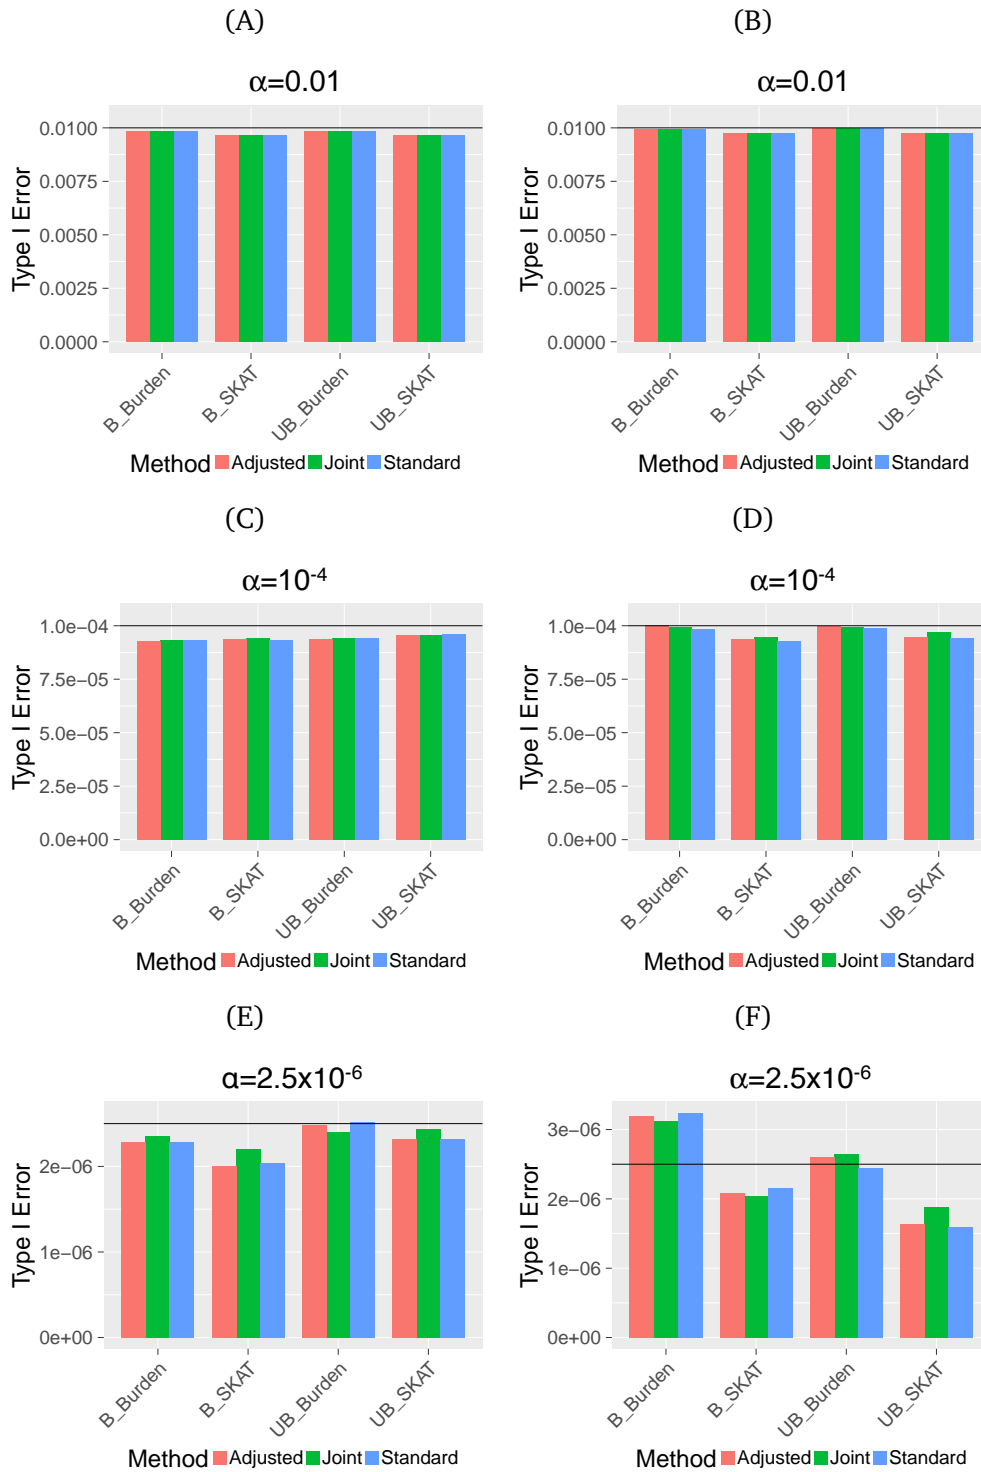 (A)
α=0.01
Type I Error
0.0100
0.0075
0.0050
0.0025
0.0000
B_Burden
B_SKAT
UB_Burden
UB_SKAT
Method Adjusted Joint Standard
(B)
α=0.01
Type I Error
0.0100
0.0075
0.0050
0.0025
0.0000
B_Burden
B_SKAT
UB_Burden
UB_SKAT
Method Adjusted Joint Standard
(C)
α=10⁻⁴
Type I Error
1.0e−04
7.5e−05
5.0e−05
2.5e−05
0.0e+00
B_Burden
B_SKAT
UB_Burden
UB_SKAT
Method Adjusted Joint Standard
(D)
α=10⁻⁴
Type I Error
1.0e−04
7.5e−05
5.0e−05
2.5e−05
0.0e+00
B_Burden
B_SKAT
UB_Burden
UB_SKAT
Method Adjusted Joint Standard
(E)
α=2.5x10⁻⁶
Type I Error
2e−06
1e−06
0e+00
B_Burden
B_SKAT
UB_Burden
UB_SKAT
Method Adjusted Joint Standard
(F)
α=2.5x10⁻⁶
Type I Error
3e−06
2e−06
1e−06
0e+00
B_Burden
B_SKAT
UB_Burden
UB_SKAT
Method Adjusted Joint Standard